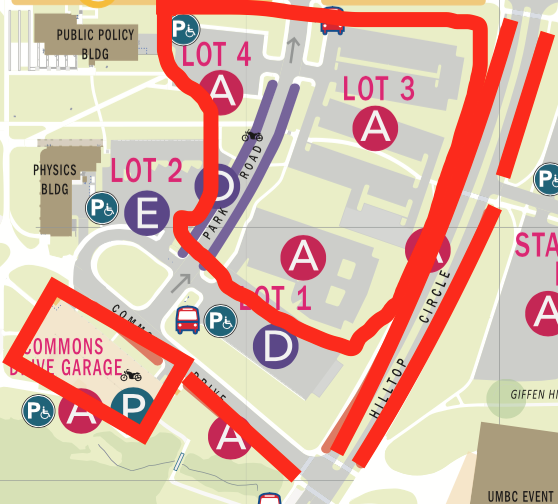 PUBLIC POLICY
BLDG
P
LOT 4
A
LOT 3
A
PHYSICS
BLDG
LOT 2
P
E
D
PARK ROAD
P
STA
A
A
A
LOT 1
P
D
HILLTOP CIRCLE
COMMONS
DRIVE GARAGE
DRIVE
P
A
P
A
GIFFEN HI
UMBC EVENT